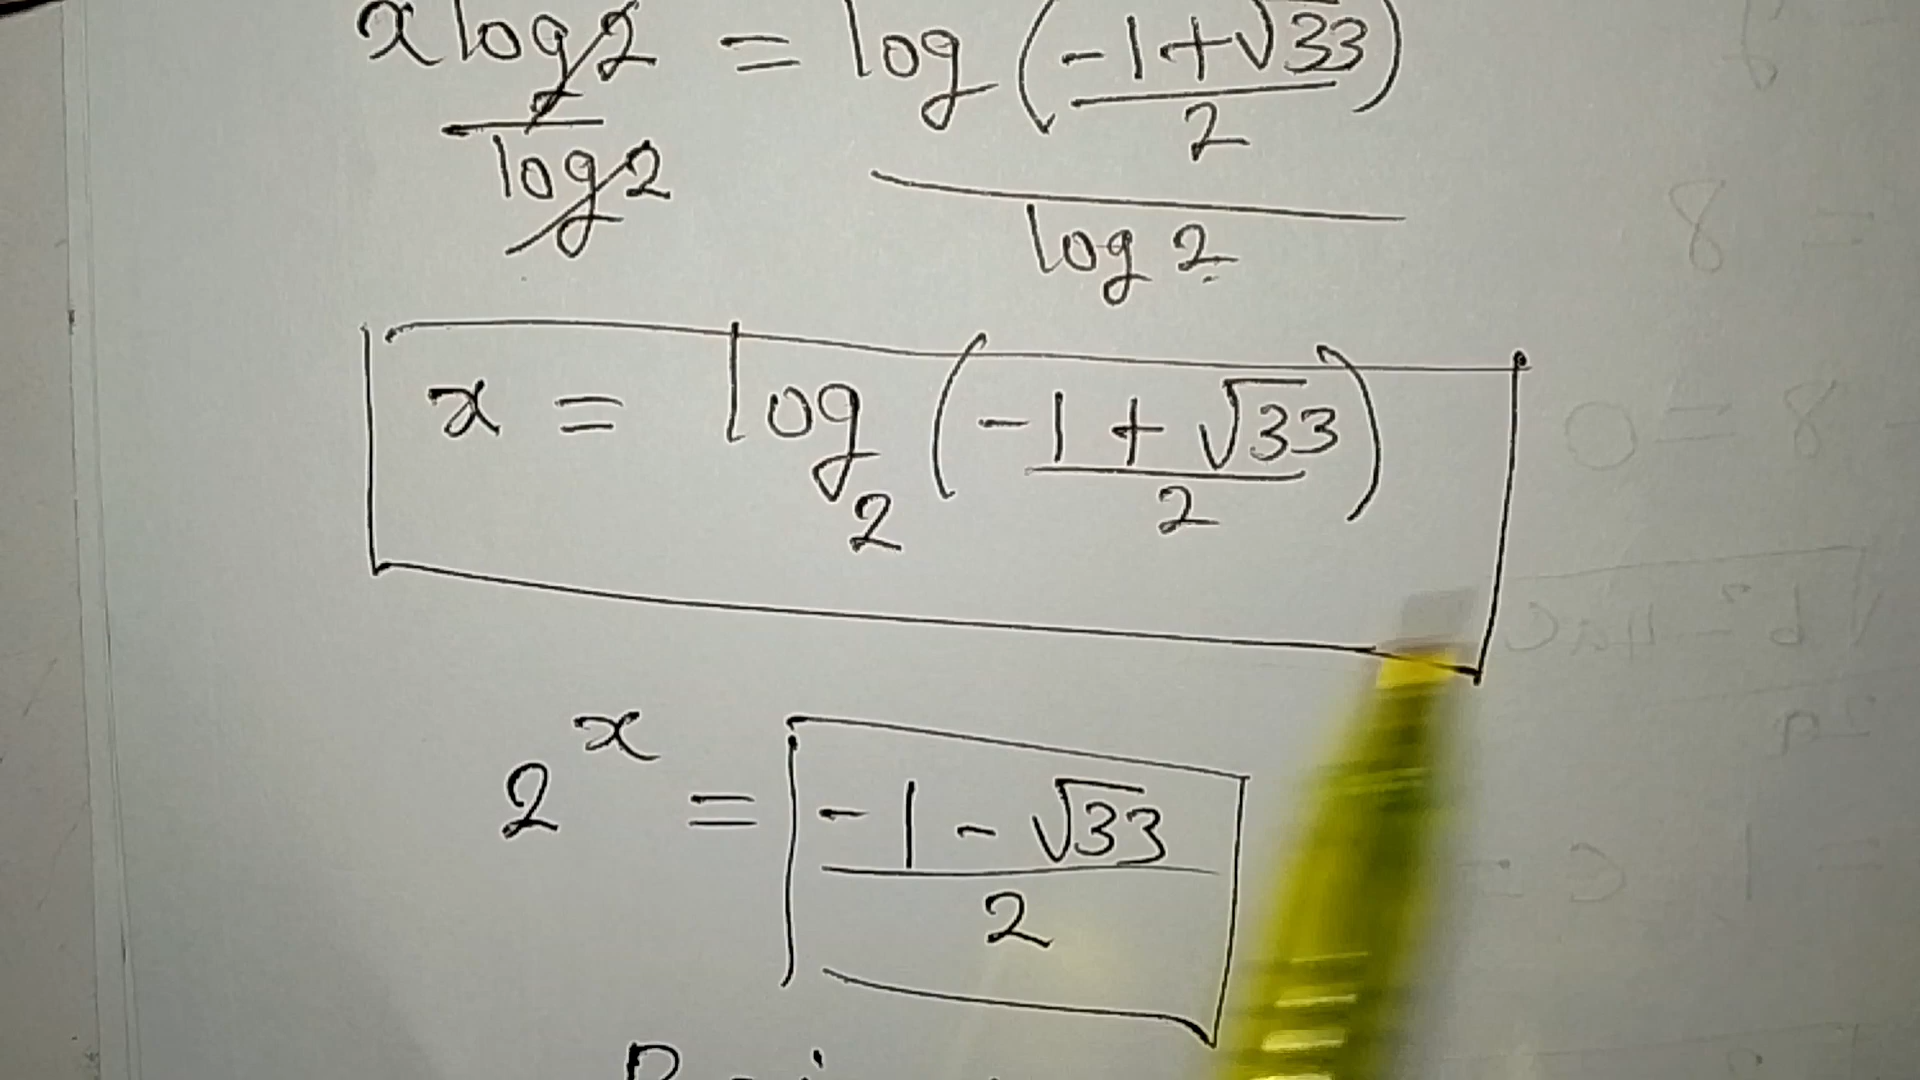 x log 2 / log 2 = log((-1+√33)/2) / log 2
x = log₂((-1+√33)/2)
2^x = (-1-√33)/2